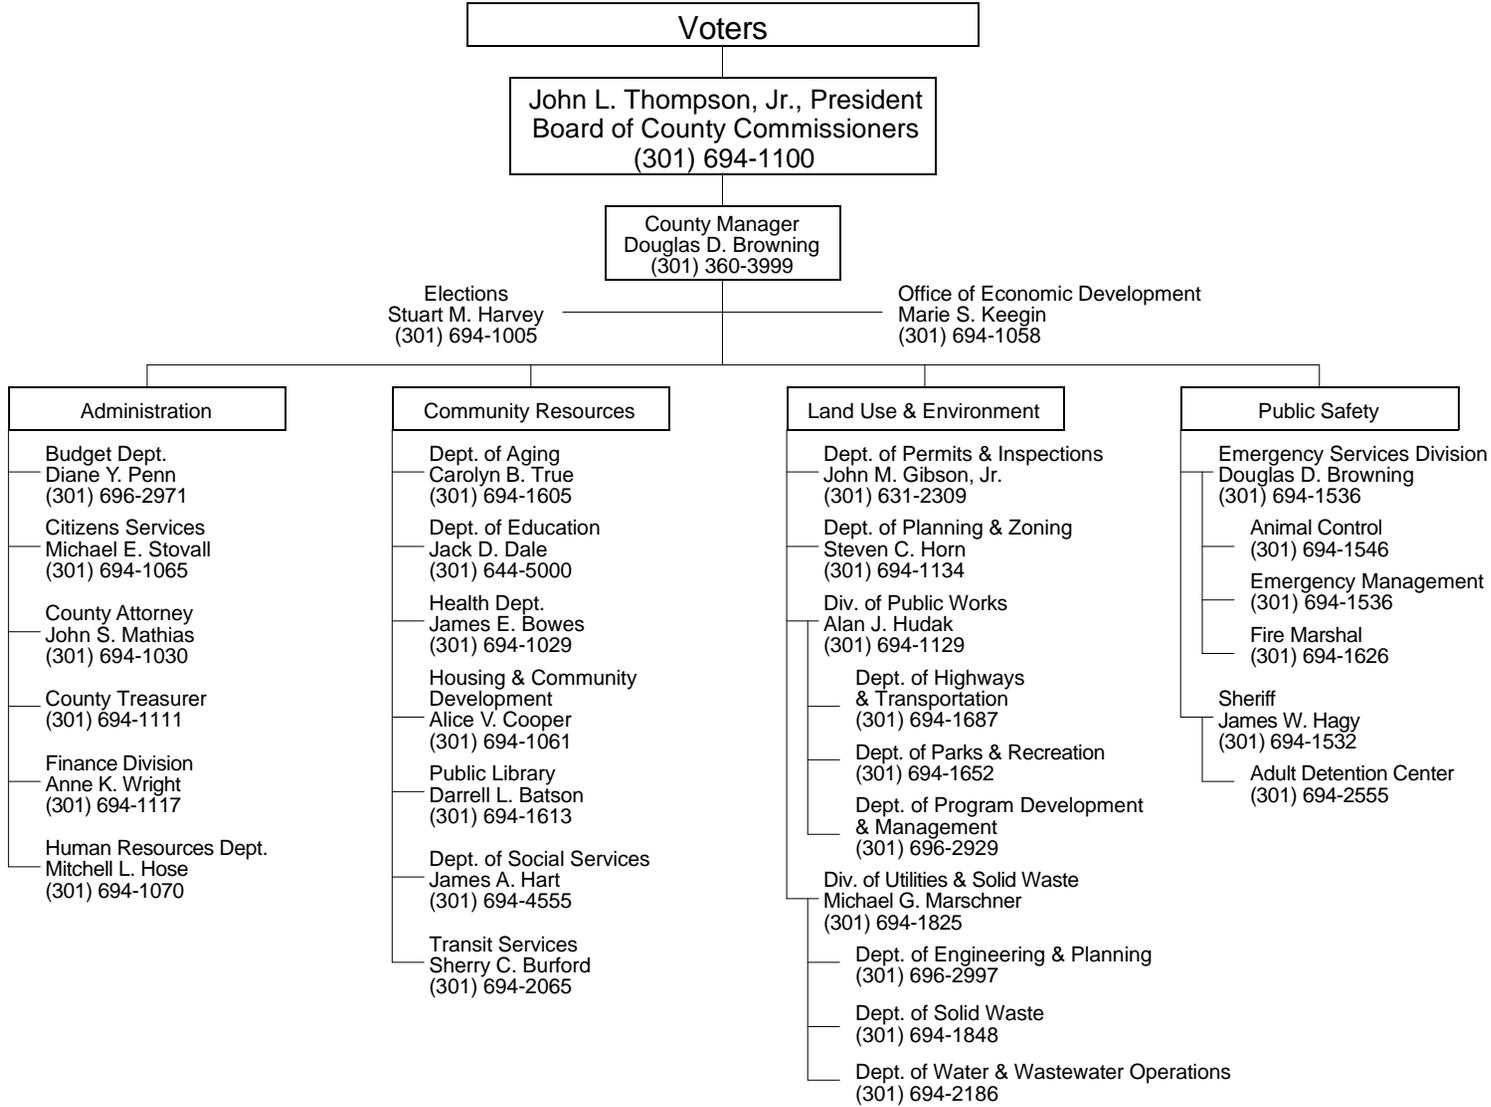 Voters
John L. Thompson, Jr., President
Board of County Commissioners
(301) 694-1100
County Manager
Douglas D. Browning
(301) 360-3999
Elections
Stuart M. Harvey
(301) 694-1005
Office of Economic Development
Marie S. Keegin
(301) 694-1058
Administration
Budget Dept.
Diane Y. Penn
(301) 696-2971
Citizens Services
Michael E. Stovall
(301) 694-1065
County Attorney
John S. Mathias
(301) 694-1030
County Treasurer
(301) 694-1111
Finance Division
Anne K. Wright
(301) 694-1117
Human Resources Dept.
Mitchell L. Hose
(301) 694-1070
Community Resources
Dept. of Aging
Carolyn B. True
(301) 694-1605
Dept. of Education
Jack D. Dale
(301) 644-5000
Health Dept.
James E. Bowes
(301) 694-1029
Housing & Community
Development
Alice V. Cooper
(301) 694-1061
Public Library
Darrell L. Batson
(301) 694-1613
Dept. of Social Services
James A. Hart
(301) 694-4555
Transit Services
Sherry C. Burford
(301) 694-2065
Land Use & Environment
Dept. of Permits & Inspections
John M. Gibson, Jr.
(301) 631-2309
Dept. of Planning & Zoning
Steven C. Horn
(301) 694-1134
Div. of Public Works
Alan J. Hudak
(301) 694-1129
Dept. of Highways
& Transportation
(301) 694-1687
Dept. of Parks & Recreation
(301) 694-1652
Dept. of Program Development
& Management
(301) 696-2929
Div. of Utilities & Solid Waste
Michael G. Marschner
(301) 694-1825
Dept. of Engineering & Planning
(301) 696-2997
Dept. of Solid Waste
(301) 694-1848
Dept. of Water & Wastewater Operations
(301) 694-2186
Public Safety
Emergency Services Division
Douglas D. Browning
(301) 694-1536
Animal Control
(301) 694-1546
Emergency Management
(301) 694-1536
Fire Marshal
(301) 694-1626
Sheriff
James W. Hagy
(301) 694-1532
Adult Detention Center
(301) 694-2555